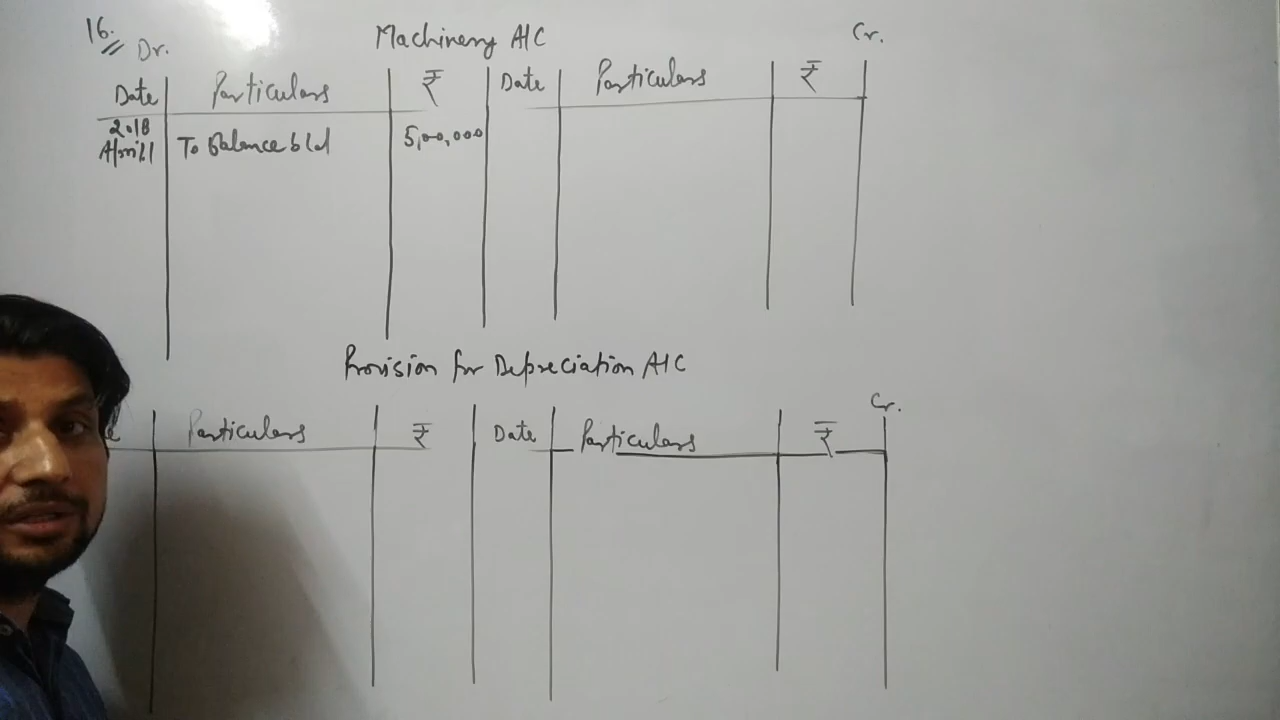 16.
Dr. Machinery A/C Cr.
Date Particulars ₹ Date Particulars ₹
2018
April 1 To Balance b/d 5,00,000
Provision for Depreciation A/C
Cr.
Particulars ₹ Date Particulars ₹